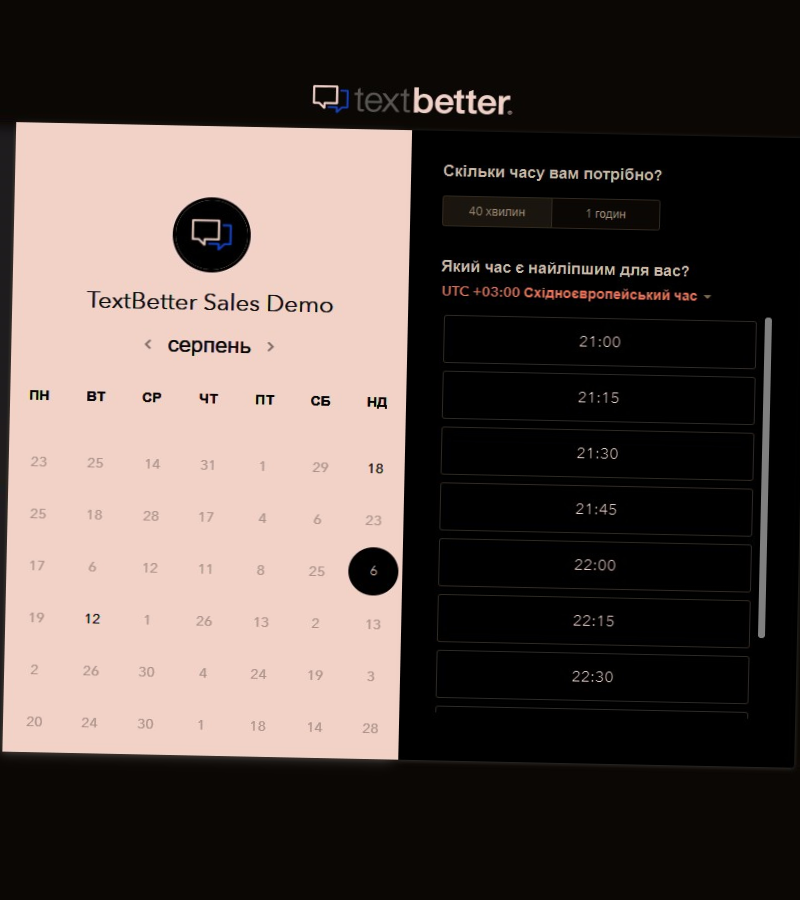 textbetter.
TextBetter Sales Demo
серпень
ПН ВТ СР ЧТ ПТ СБ НД
23 25 14 31 1 29 18
25 18 28 17 4 6 23
17 6 12 11 8 25 6
19 12 1 26 13 2 13
2 26 30 4 24 19 3
20 24 30 1 18 14 28
Скільки часу вам потрібно?
40 хвилин 1 годин
Який час є найліпшим для вас?
UTC +03:00 Східноєвропейський час
21:00
21:15
21:30
21:45
22:00
22:15
22:30